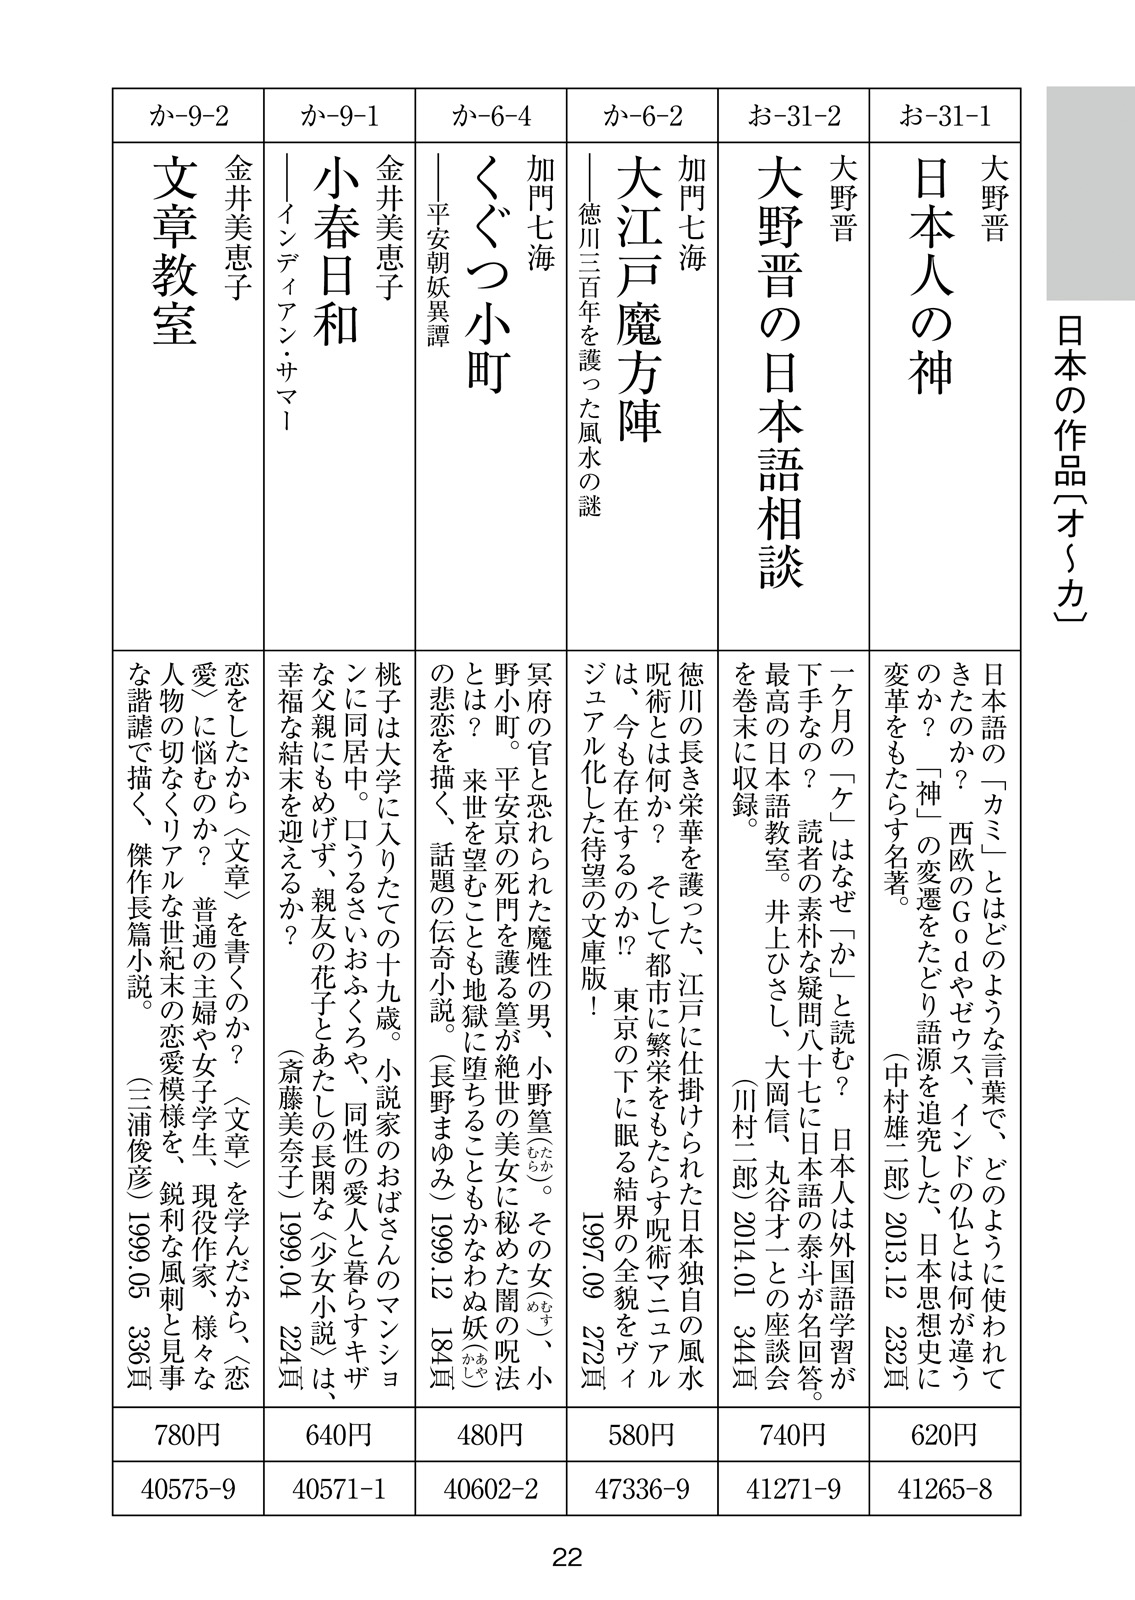 日本の作品〔オ〜カ〕
お-31-1
大野晋
日本人の神
日本語の「カミ」とはどのような言葉で、どのように使われて
きたのか？　西欧のＧｏｄやゼウス、インドの仏とは何が違う
のか？　「神」の変遷をたどり語源を追究した、日本思想史に
変革をもたらす名著。　（中村雄二郎）2013.12　232頁
620円
41265-8
お-31-2
大野晋
大野晋の日本語相談
一ケ月の「ケ」はなぜ「か」と読む？　日本人は外国語学習が
下手なの？　読者の素朴な疑問八十七に日本語の泰斗が名回答。
最高の日本語教室。井上ひさし、大岡信、丸谷才一との座談会
を巻末に収録。　（川村二郎）2014.01　344頁
740円
41271-9
か-6-2
加門七海
大江戸魔方陣
――徳川三百年を護った風水の謎
徳川の長き栄華を護った、江戸に仕掛けられた日本独自の風水
呪術とは何か？　そして都市に繁栄をもたらす呪術マニュアル
は、今も存在するのか!?　東京の下に眠る結界の全貌をヴィ
ジュアル化した待望の文庫版！　1997.09　272頁
580円
47336-9
か-6-4
加門七海
くぐつ小町
――平安朝妖異譚
冥府の官と恐れられた魔性の男、小野篁（たかむら）。その女（むすめ）、小
野小町。平安京の死門を護る篁が絶世の美女に秘めた闇の呪法
とは？　来世を望むことも地獄に堕ちることもかなわぬ妖（あやかし）
の悲恋を描く、話題の伝奇小説。（長野まゆみ）1999.12　184頁
480円
40602-2
か-9-1
金井美恵子
小春日和
――インディアン・サマー
桃子は大学に入りたての十九歳。小説家のおばさんのマンショ
ンに同居中。口うるさいおふくろや、同性の愛人と暮らすキザ
な父親にもめげず、親友の花子とあたしの長閑な〈少女小説〉は、
幸福な結末を迎えるか？　（斎藤美奈子）1999.04　224頁
640円
40571-1
か-9-2
金井美恵子
文章教室
恋をしたから〈文章〉を書くのか？　〈文章〉を学んだから、〈恋
愛〉に悩むのか？　普通の主婦や女子学生、現役作家、様々な
人物の切なくリアルな世紀末の恋愛模様を、鋭利な風刺と見事
な諧謔で描く、傑作長篇小説。　（三浦俊彦）1999.05　336頁
780円
40575-9
22